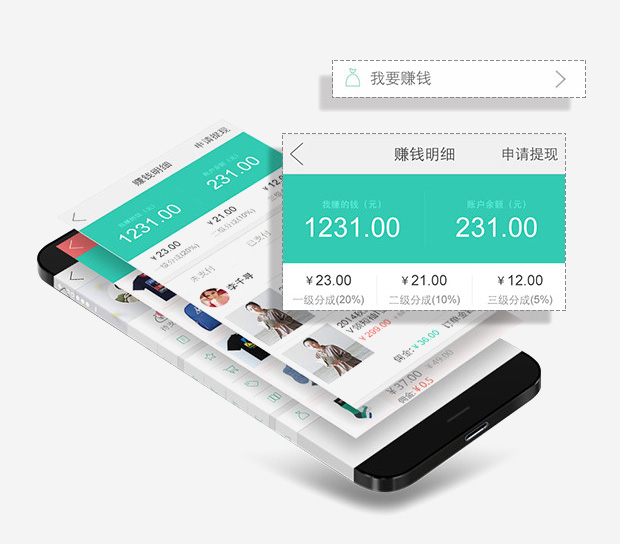 我要赚钱
赚钱明细 申请提现
我赚的钱（元） 账户余额（元）
1231.00 231.00
¥23.00 ¥21.00 ¥12.00
一级分成(20%) 二级分成(10%) 三级分成(5%)
赚钱明细 申请提现
我赚的钱（元） 账户余额（元）
1231.00 231.00
¥23.00 ¥21.00 ¥12.0
一级分成(20%) 二级分成(10%)
未支付 已支付
李千寻
¥299.00
佣金:¥36.00
¥37.00 ¥49.00
佣金:¥0.5